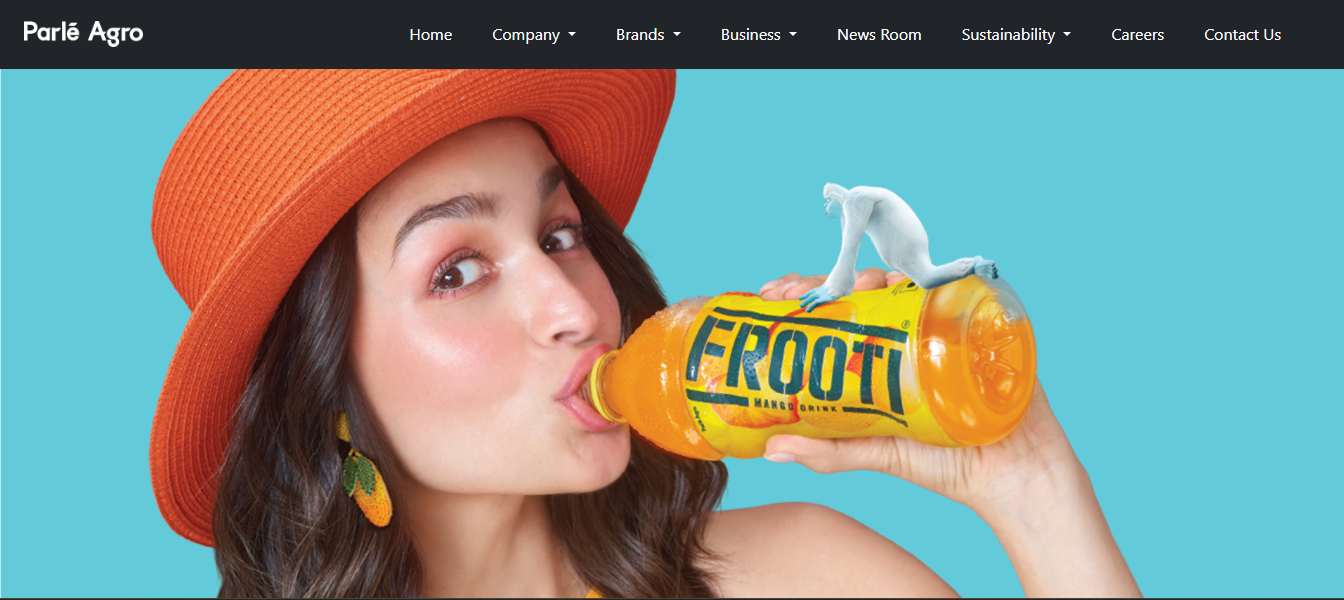 Parlé Agro
Home Company Brands Business News Room Sustainability Careers Contact Us
FROOTI
MANGO DRINK